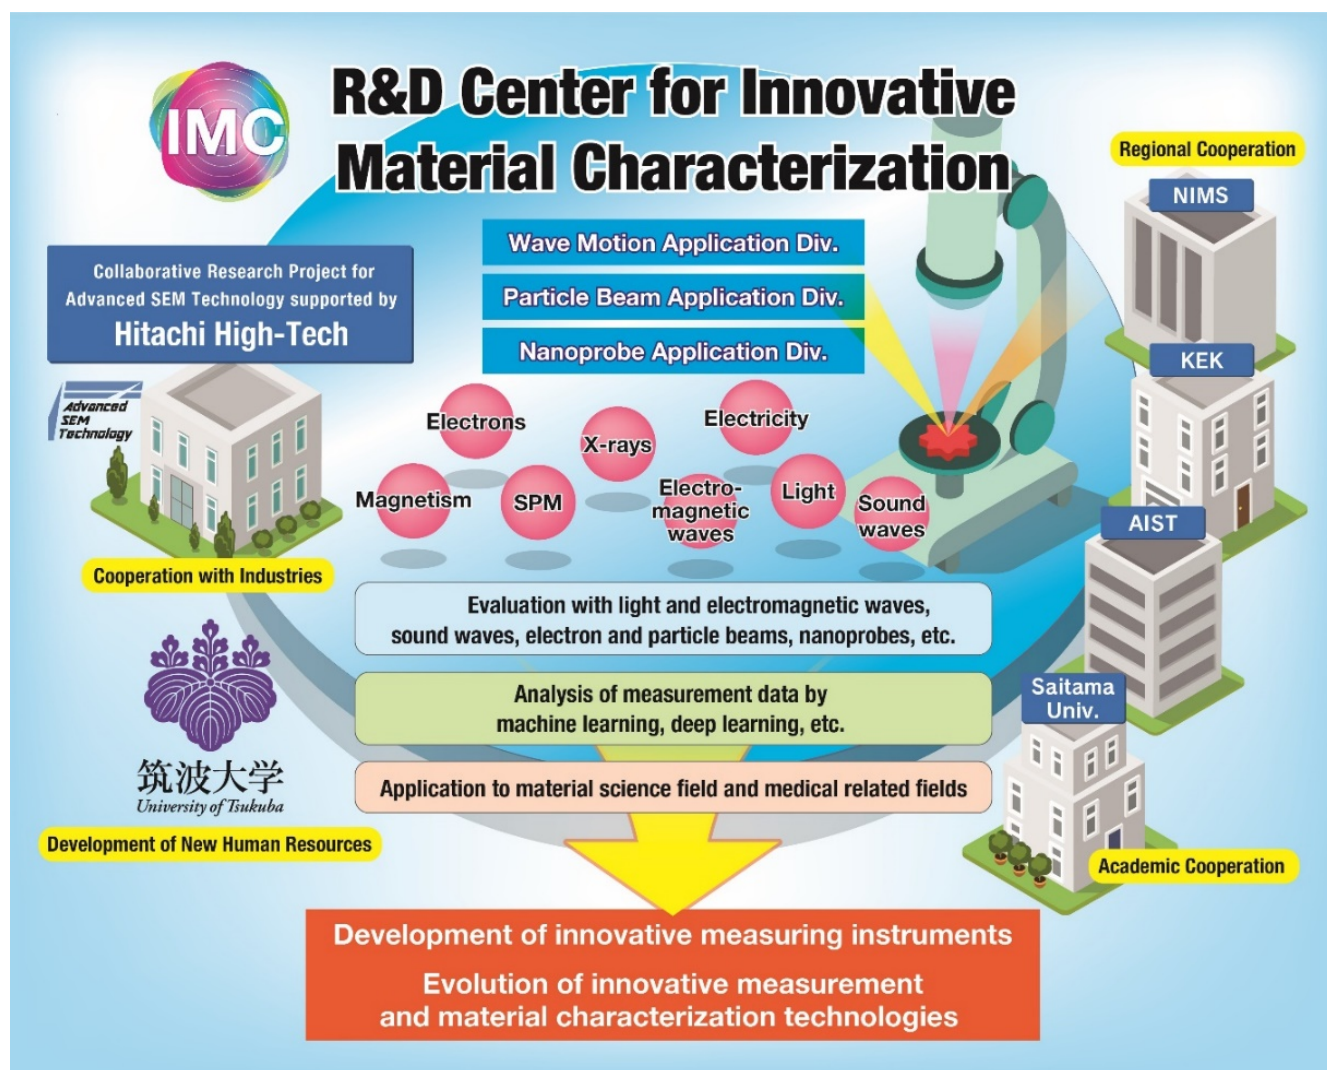 IMC
R&D Center for Innovative
Material Characterization
Regional Cooperation
NIMS
Wave Motion Application Div.
Particle Beam Application Div.
Nanoprobe Application Div.
Collaborative Research Project for
Advanced SEM Technology supported by
Hitachi High-Tech
Advanced
SEM
Technology
Cooperation with Industries
KEK
Electrons
X-rays
Electricity
Magnetism
SPM
Electro-
magnetic
waves
Light
Sound
waves
AIST
Evaluation with light and electromagnetic waves,
sound waves, electron and particle beams, nanoprobes, etc.
Analysis of measurement data by
machine learning, deep learning, etc.
Application to material science field and medical related fields
Saitama
Univ.
Academic Cooperation
筑波大学
University of Tsukuba
Development of New Human Resources
Development of innovative measuring instruments
Evolution of innovative measurement
and material characterization technologies